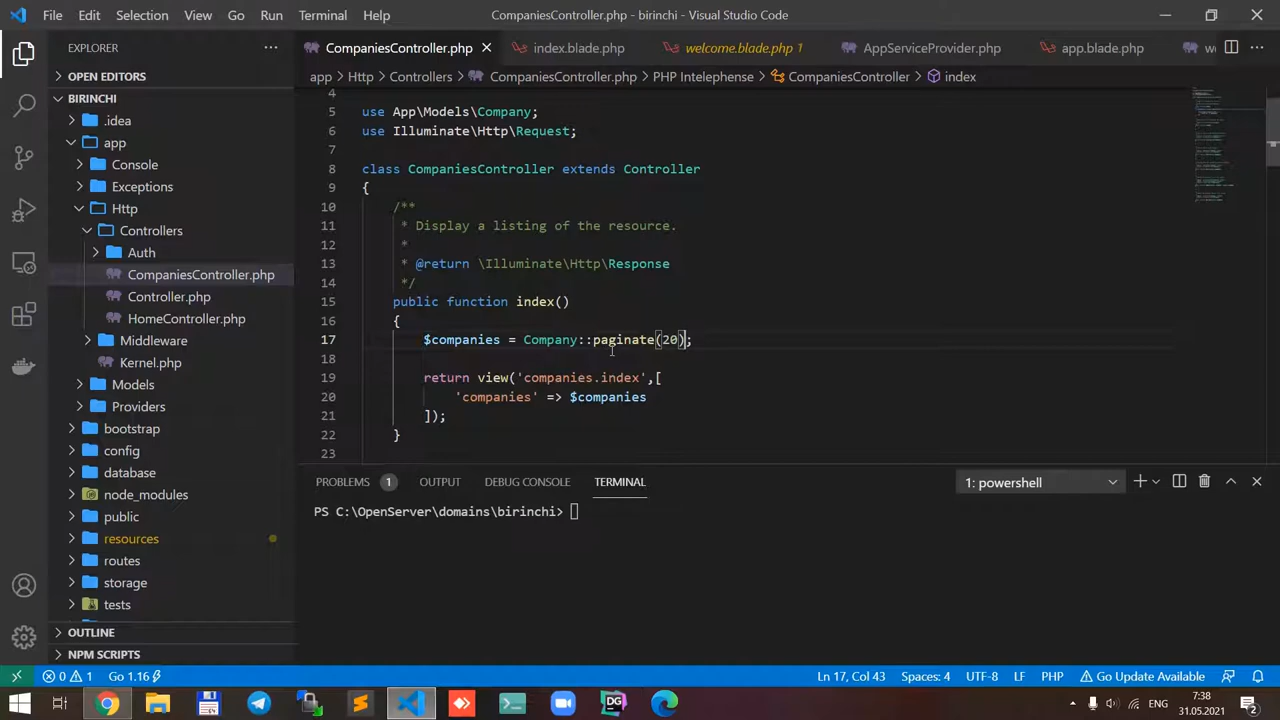 File Edit Selection View Go Run Terminal Help CompaniesController.php - birinchi - Visual Studio Code
EXPLORER
CompaniesController.php index.blade.php welcome.blade.php 1 AppServiceProvider.php app.blade.php
app > Http > Controllers > CompaniesController.php > PHP Intelephense > CompaniesController > index
OPEN EDITORS
BIRINCHI
.idea
app
Console
Exceptions
Http
Controllers
Auth
CompaniesController.php
Controller.php
HomeController.php
Middleware
Kernel.php
Models
Providers
bootstrap
config
database
node_modules
public
resources
routes
storage
tests
OUTLINE
NPM SCRIPTS
4
5 use App\Models\Company;
6 use Illuminate\Http\Request;
7
8 class CompaniesController extends Controller
9 {
10 /**
11 * Display a listing of the resource.
12 *
13 * @return \Illuminate\Http\Response
14 */
15 public function index()
16 {
17 $companies = Company::paginate(20);
18
19 return view('companies.index',[
20 'companies' => $companies
21 ]);
22 }
23
PROBLEMS 1 OUTPUT DEBUG CONSOLE TERMINAL 1: powershell
PS C:\OpenServer\domains\birinchi>
0 1 Go 1.16 Ln 17, Col 43 Spaces: 4 UTF-8 LF PHP Go Update Available
ENG 7:38
31.05.2021 2